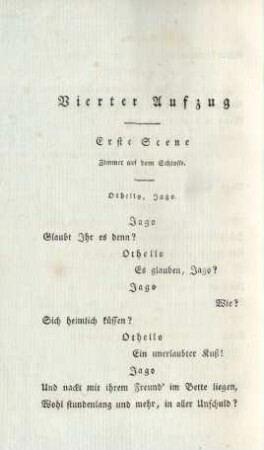 Vierter Aufzug
Erste Scene
Zimmer auf dem Schlosse.
Othello, Jago.
Jago
Glaubt Ihr es denn?
Othello
Es glauben, Jago?
Jago
Wie?
Sich heimlich küssen?
Othello
Ein unerlaubter Kuß!
Jago
Und nackt mit ihrem Freund' im Bette liegen,
Wohl stundenlang und mehr, in aller Unschuld?